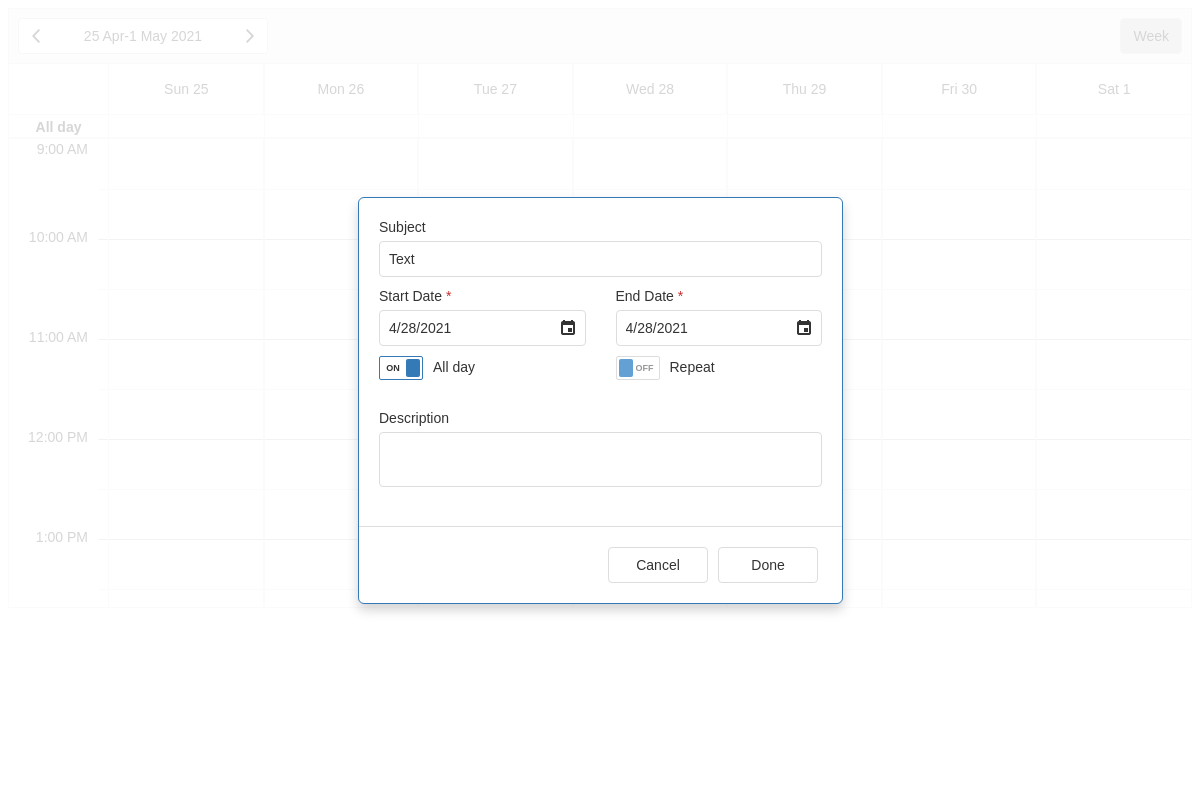 25 Apr-1 May 2021
Week
Sun 25 Mon 26 Tue 27 Wed 28 Thu 29 Fri 30 Sat 1
All day
9:00 AM
10:00 AM
11:00 AM
12:00 PM
1:00 PM
Subject
Text
Start Date * End Date *
4/28/2021 4/28/2021
ON All day OFF Repeat
Description
Cancel Done